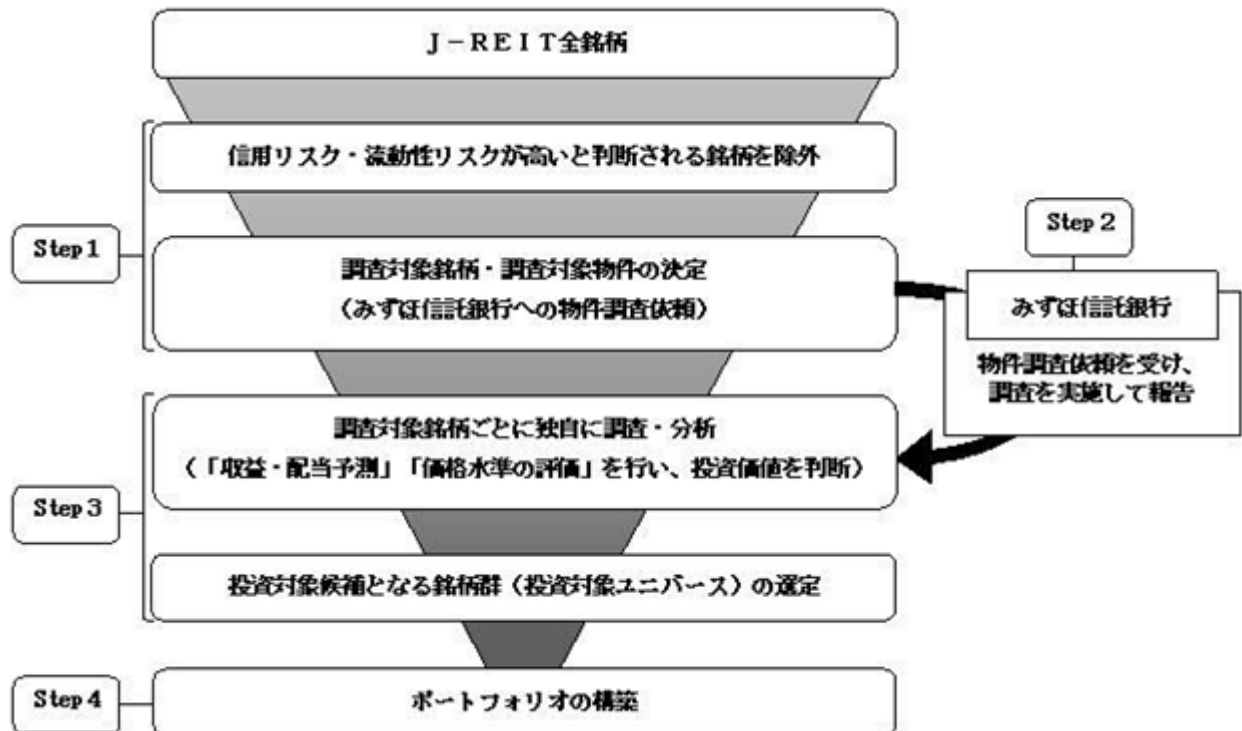 J－REIT全銘柄
信用リスク・流動性リスクが高いと判断される銘柄を除外
Step1
調査対象銘柄・調査対象物件の決定
（みずほ信託銀行への物件調査依頼）
Step2
みずほ信託銀行
物件調査依頼を受け、
調査を実施して報告
調査対象銘柄ごとに独自に調査・分析
（「収益・配当予測」「価格水準の評価」を行い、投資価値を判断）
Step3
投資対象候補となる銘柄群（投資対象ユニバース）の選定
Step4
ポートフォリオの構築